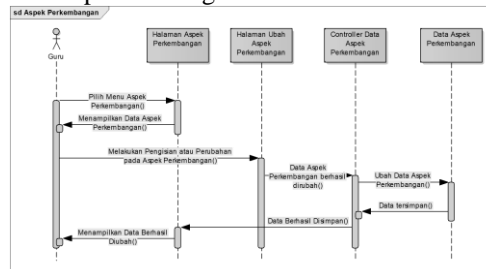 sd Aspek Perkembangan
Guru
Halaman Aspek
Perkembangan
Halaman Ubah
Aspek
Perkembangan
Controller Data
Aspek
Perkembangan
Data Aspek
Perkembangan
Pilih Menu Aspek
Perkembangan()
Menampilkan Data Aspek
Perkembangan()
Melakukan Pengisian atau Perubahan
pada Aspek Perkembangan()
Data Aspek
Perkembangan berhasil
dirubah()
Ubah Data Aspek
Perkembangan()
Data tersimpan()
Data Berhasil Disimpan()
Menampilkan Data Berhasil
Diubah()